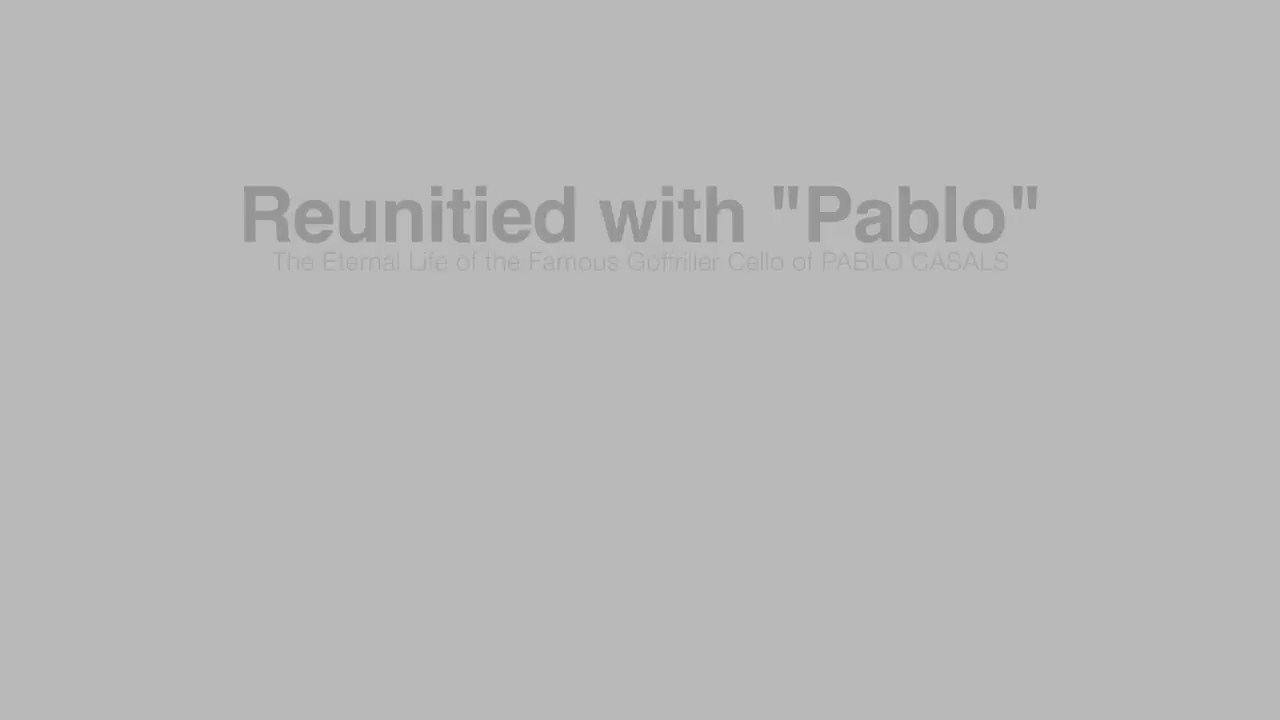 Reunitied with "Pablo"
The Eternal Life of the Famous Goffriller Cello of PABLO CASALS